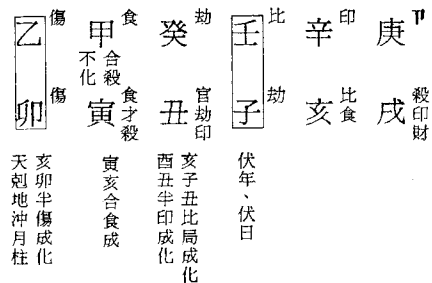 卩
庚
殺印財
戌
印
辛
比食
亥
比
壬
劫
子
伏年、伏日
劫
癸
官劫印
丑
亥子丑比局成化
酉丑半印成化
食
甲
合殺
不化
食才殺
寅
寅亥合食成
傷
乙
傷
卯
亥卯半傷成化
天剋地沖月柱